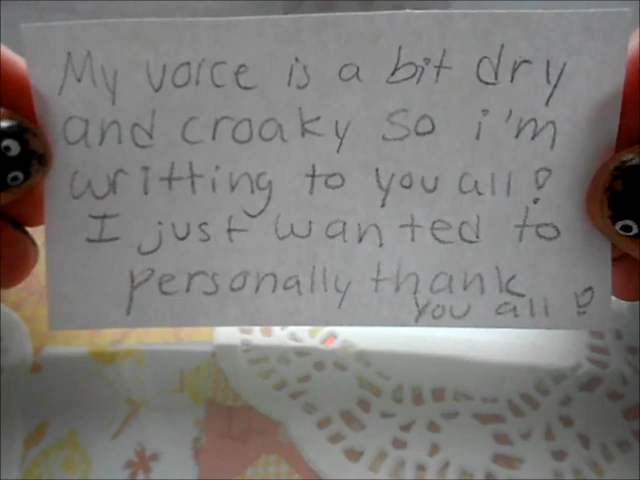 My voice is a bit dry
and croaky so i'm
writting to you all!
I just wanted to
personally thank
you all!